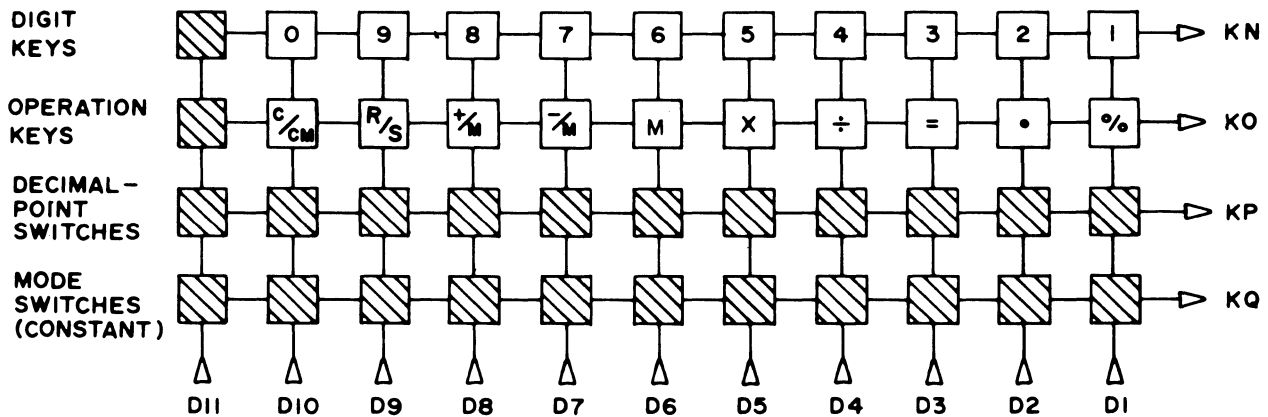 DIGIT KEYS
0 9 8 7 6 5 4 3 2 1 KN
OPERATION KEYS
C/CM R/S +/M -/M M X ÷ = • % KO
DECIMAL-POINT SWITCHES
KP
MODE SWITCHES (CONSTANT)
KQ
D11 D10 D9 D8 D7 D6 D5 D4 D3 D2 D1